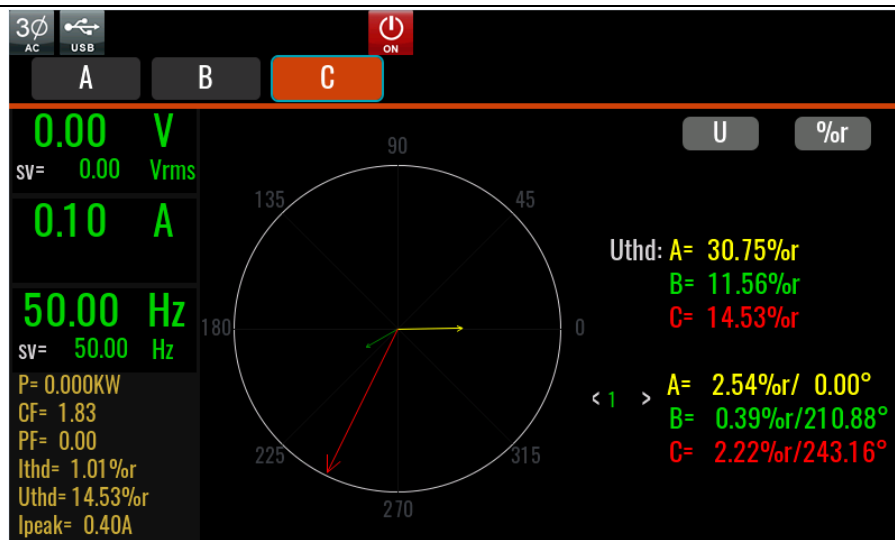 3Ø
AC
USB
ON
A B C
0.00 V
sv= 0.00 Vrms
0.10 A
50.00 Hz
sv= 50.00 Hz
P= 0.000KW
CF= 1.83
PF= 0.00
Ithd= 1.01%r
Uthd= 14.53%r
Ipeak= 0.40A
90
135 45
180 0
225 315
270
U %r
Uthd: A= 30.75%r
B= 11.56%r
C= 14.53%r
< 1 > A= 2.54%r/ 0.00°
B= 0.39%r/210.88°
C= 2.22%r/243.16°